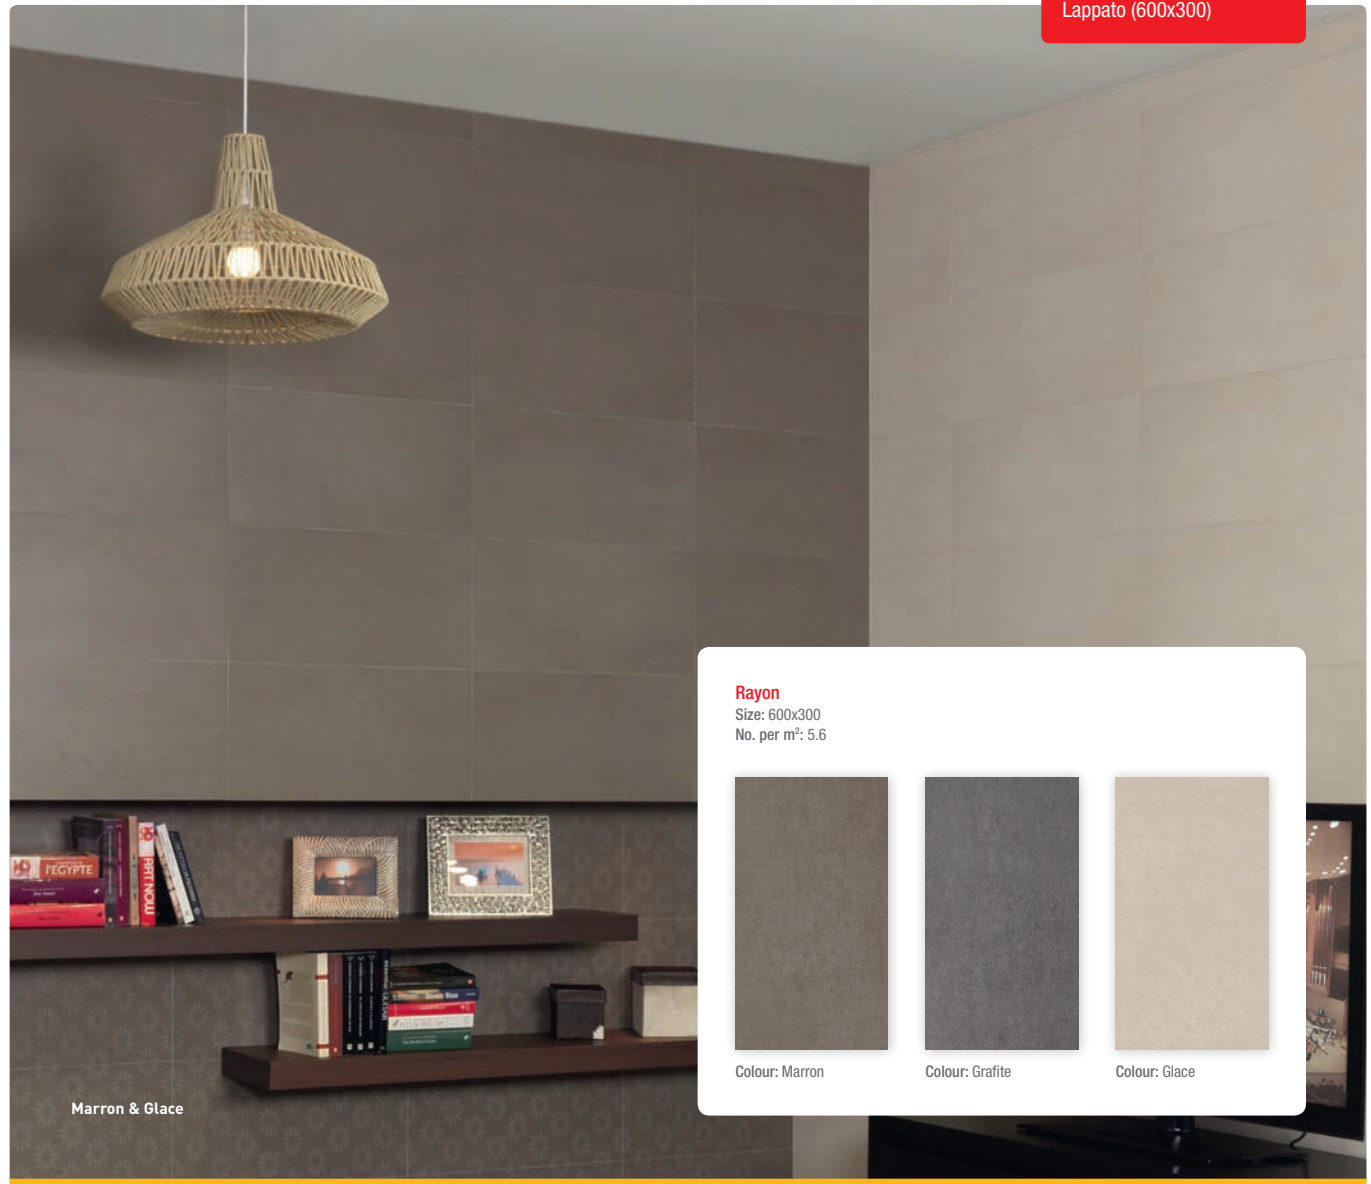 Lappato (600x300)
Rayon
Size: 600x300
No. per m²: 5.6
Colour: Marron
Colour: Grafite
Colour: Glace
Marron & Glace
l'EGYPTE
ART NOW